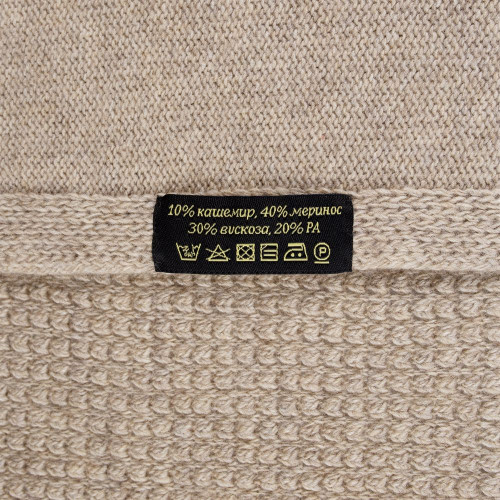 10% кашемир, 40% меринос
30% вискоза, 20% PA
P